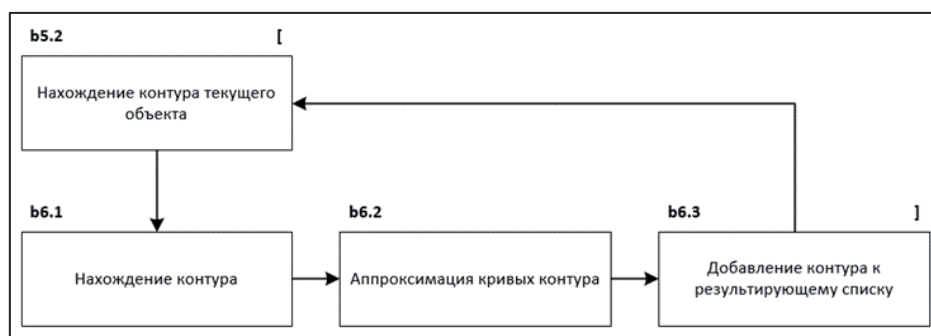 b5.2 [
Нахождение контура текущего
объекта
b6.1
Нахождение контура
b6.2
Аппроксимация кривых контура
b6.3 ]
Добавление контура к
результирующему списку